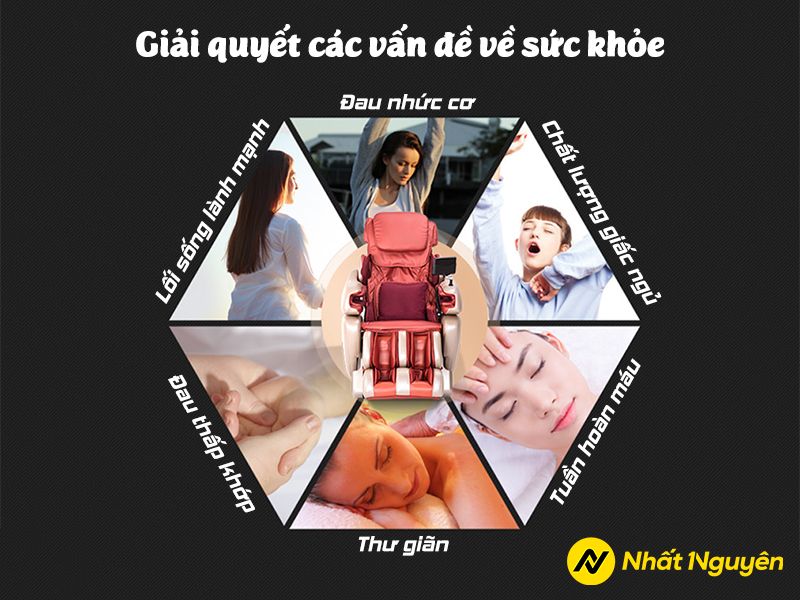 Giải quyết các vấn đề về sức khỏe
Đau nhức cơ
Lối sống lành mạnh
Chất lượng giấc ngủ
Đau thấp khớp
Tuần hoàn máu
Thư giãn
Nhất Nguyên